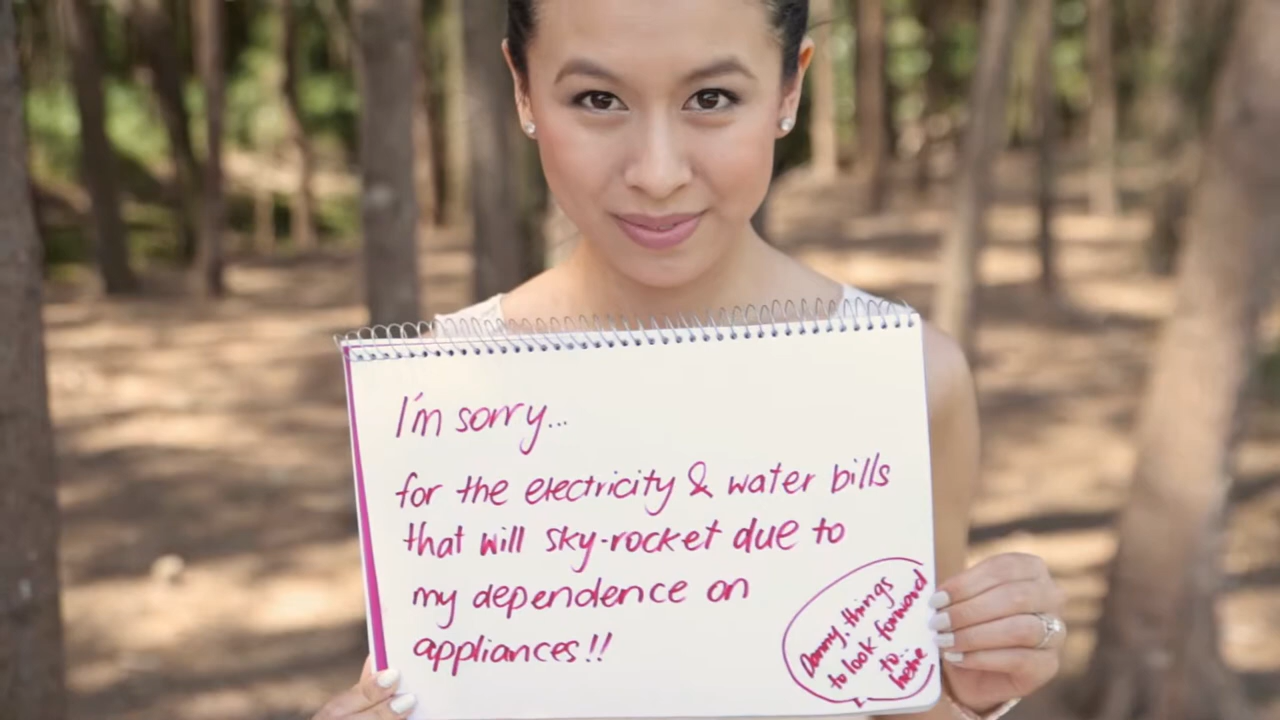 I'm sorry...
for the electricity & water bills
that will sky-rocket due to
my dependence on
appliances!!
Danny, things
to look forward
to...
hehe